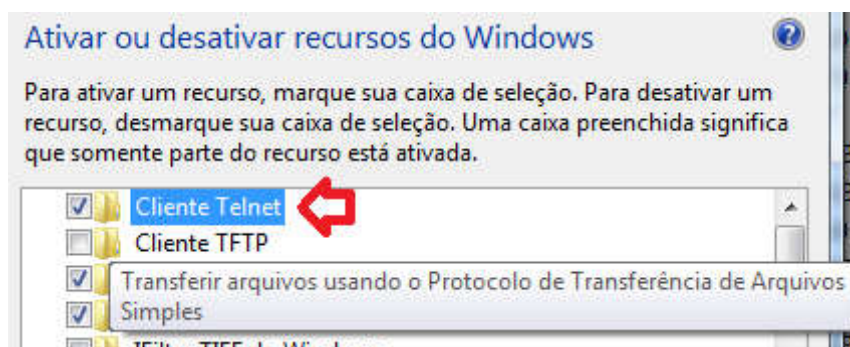 Ativar ou desativar recursos do Windows
Para ativar um recurso, marque sua caixa de seleção. Para desativar um
recurso, desmarque sua caixa de seleção. Uma caixa preenchida significa
que somente parte do recurso está ativada.
Cliente Telnet
Cliente TFTP
Transferir arquivos usando o Protocolo de Transferência de Arquivos
Simples